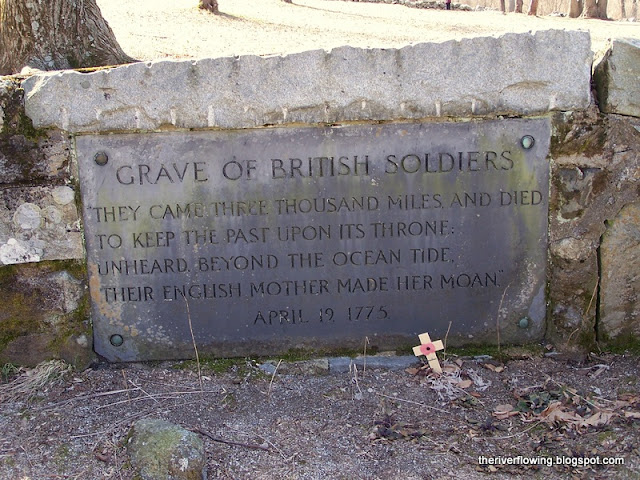 GRAVE OF BRITISH SOLDIERS
"THEY CAME THREE THOUSAND MILES, AND DIED,
TO KEEP THE PAST UPON ITS THRONE:
UNHEARD, BEYOND THE OCEAN TIDE,
THEIR ENGLISH MOTHER MADE HER MOAN."
APRIL 19, 1775.
theriverflowing.blogspot.com